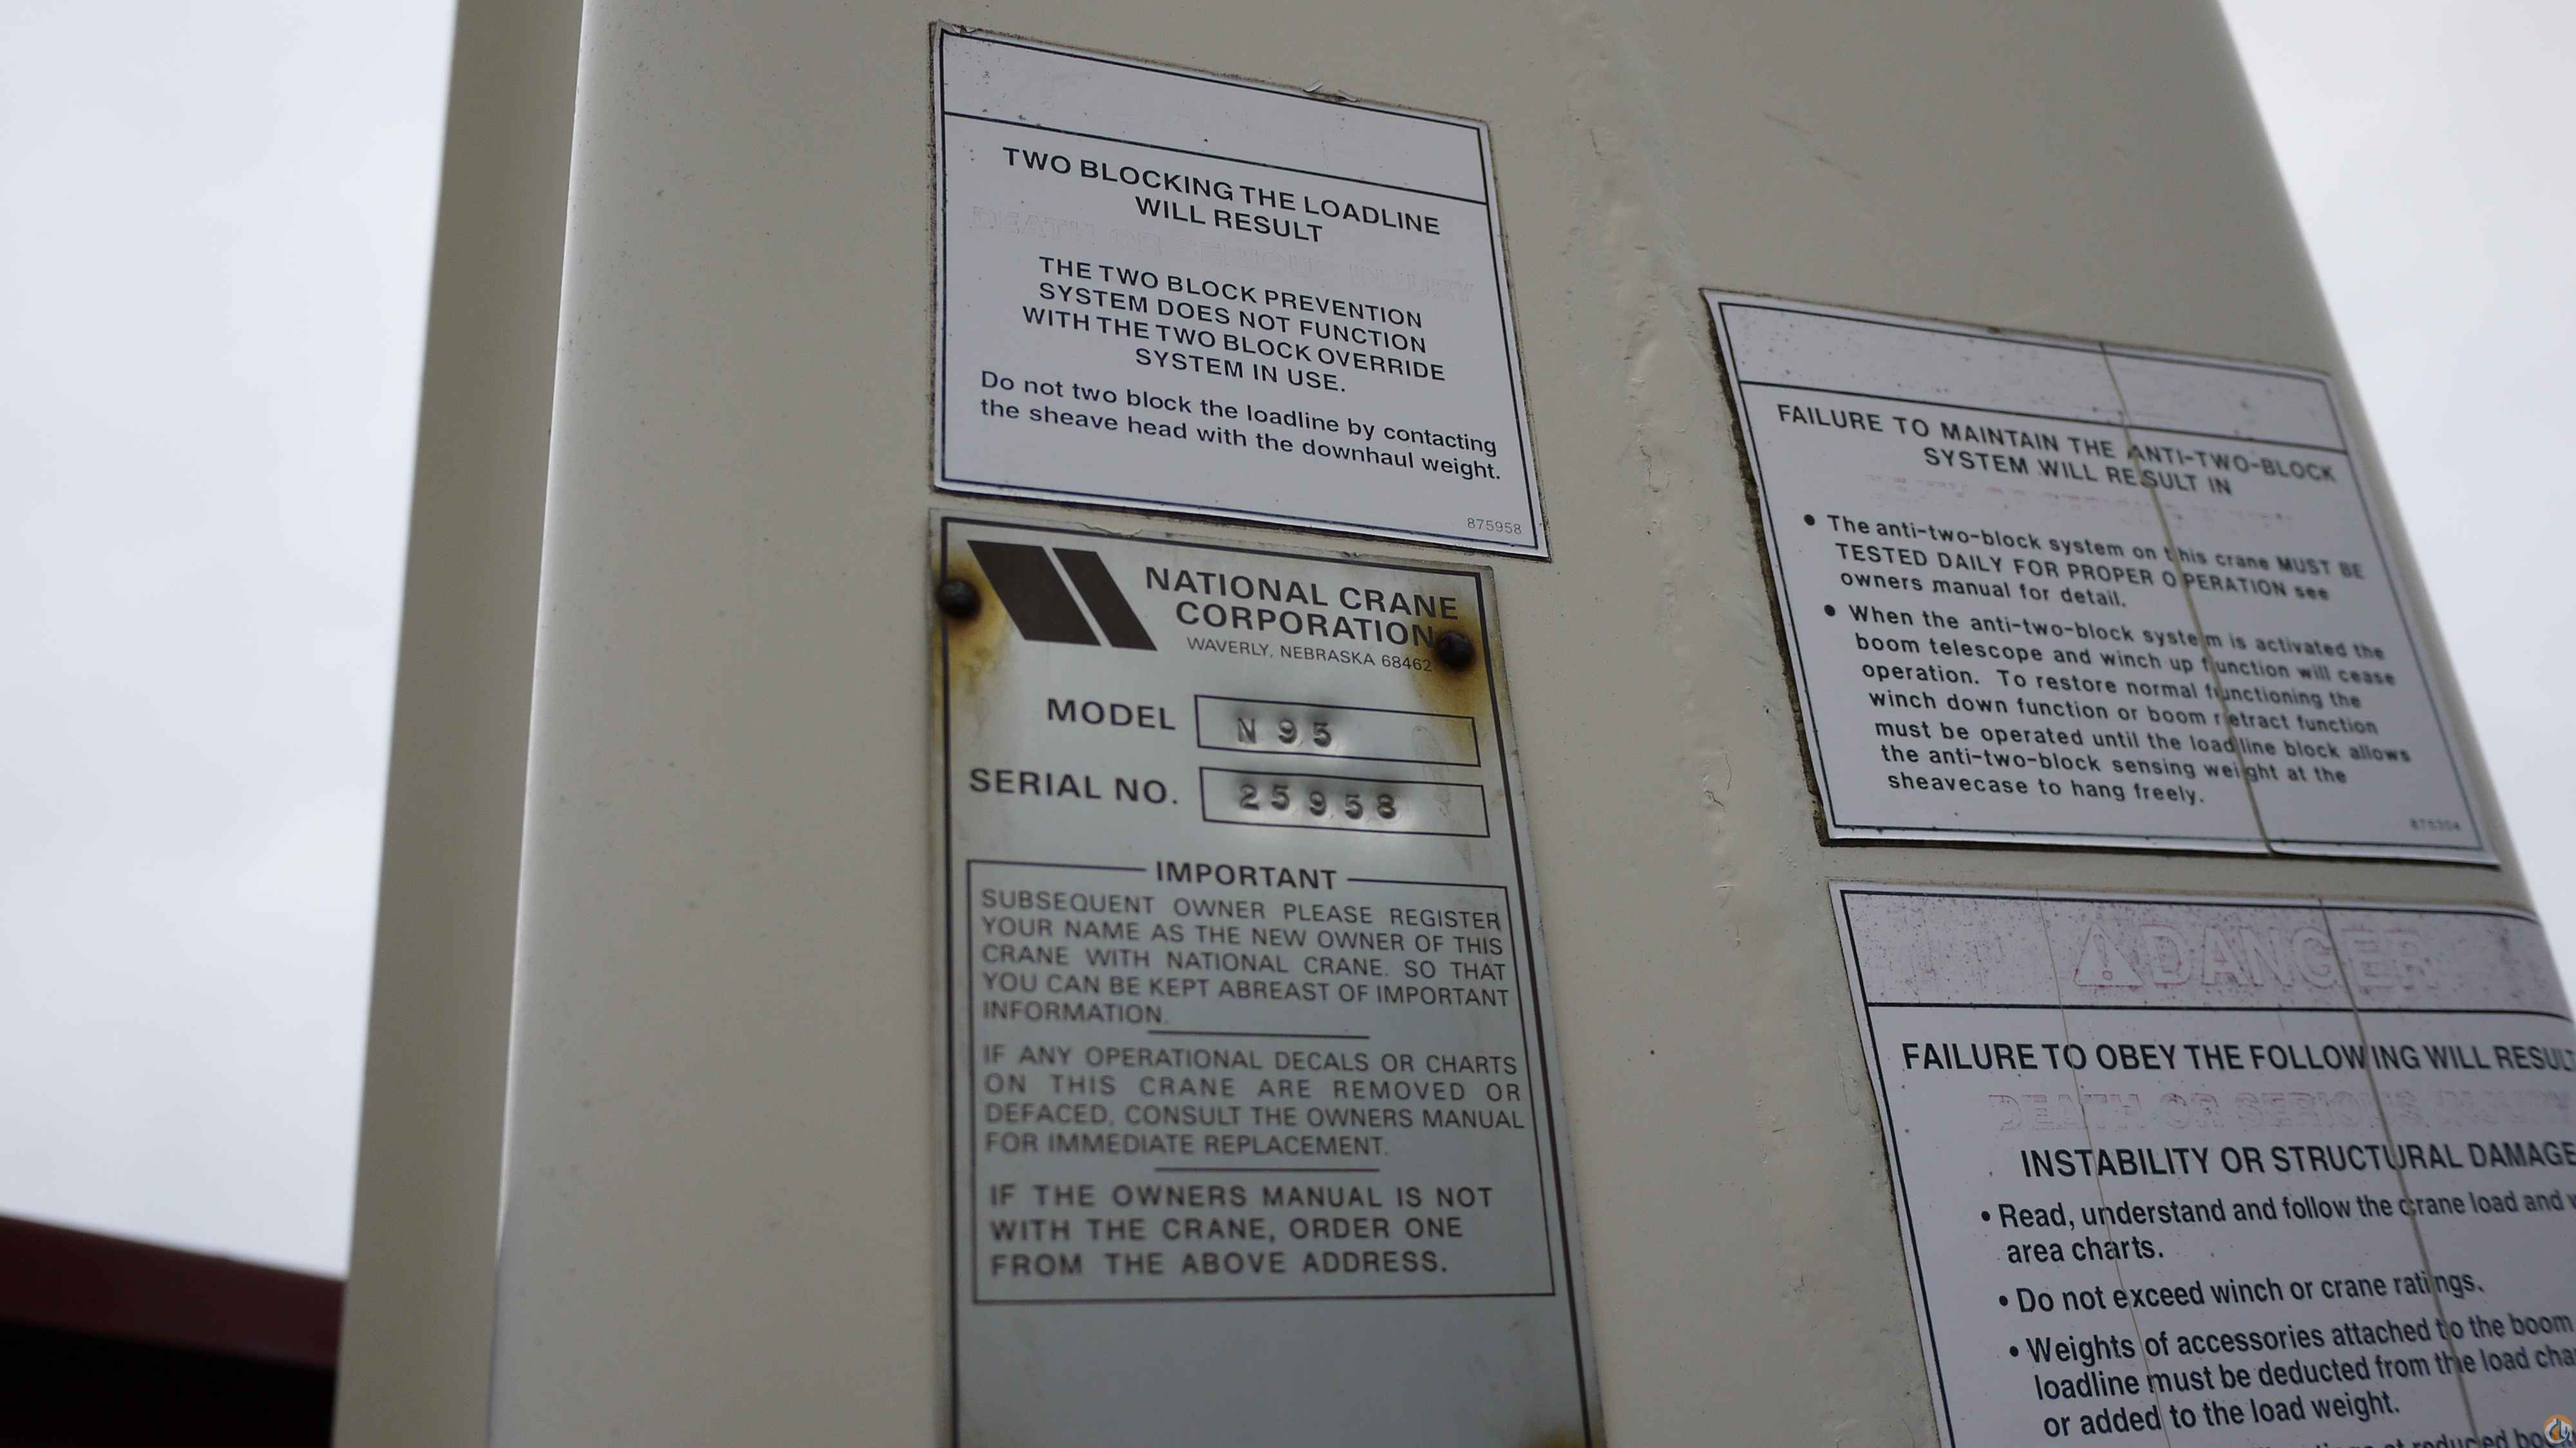 TWO BLOCKING THE LOADLINE
WILL RESULT
DEATH OR SERIOUS INJURY
THE TWO BLOCK PREVENTION
SYSTEM DOES NOT FUNCTION
WITH THE TWO BLOCK OVERRIDE
SYSTEM IN USE.
Do not two block the loadline by contacting
the sheave head with the downhaul weight.
875958
NATIONAL CRANE
CORPORATION
WAVERLY, NEBRASKA 68462
MODEL N 95
SERIAL NO. 25958
IMPORTANT
SUBSEQUENT OWNER PLEASE REGISTER
YOUR NAME AS THE NEW OWNER OF THIS
CRANE WITH NATIONAL CRANE. SO THAT
YOU CAN BE KEPT ABREAST OF IMPORTANT
INFORMATION.
IF ANY OPERATIONAL DECALS OR CHARTS
ON THIS CRANE ARE REMOVED OR
DEFACED, CONSULT THE OWNERS MANUAL
FOR IMMEDIATE REPLACEMENT.
IF THE OWNERS MANUAL IS NOT
WITH THE CRANE, ORDER ONE
FROM THE ABOVE ADDRESS.
FAILURE TO MAINTAIN THE ANTI-TWO-BLOCK
SYSTEM WILL RESULT IN
• The anti-two-block system on this crane MUST BE
TESTED DAILY FOR PROPER OPERATION see
owners manual for detail.
• When the anti-two-block system is activated the
boom telescope and winch up function will cease
operation. To restore normal functioning the
winch down function or boom retract function
must be operated until the loadline block allows
the anti-two-block sensing weight at the
sheavecase to hang freely.
DANGER
FAILURE TO OBEY THE FOLLOWING WILL RESUL
DEATH OR SERIOUS
INSTABILITY OR STRUCTURAL DAMAGE
• Read, understand and follow the crane load and
area charts.
• Do not exceed winch or crane ratings.
• Weights of accessories attached to the boom
loadline must be deducted from the load cha
or added to the load weight.
reduced bo